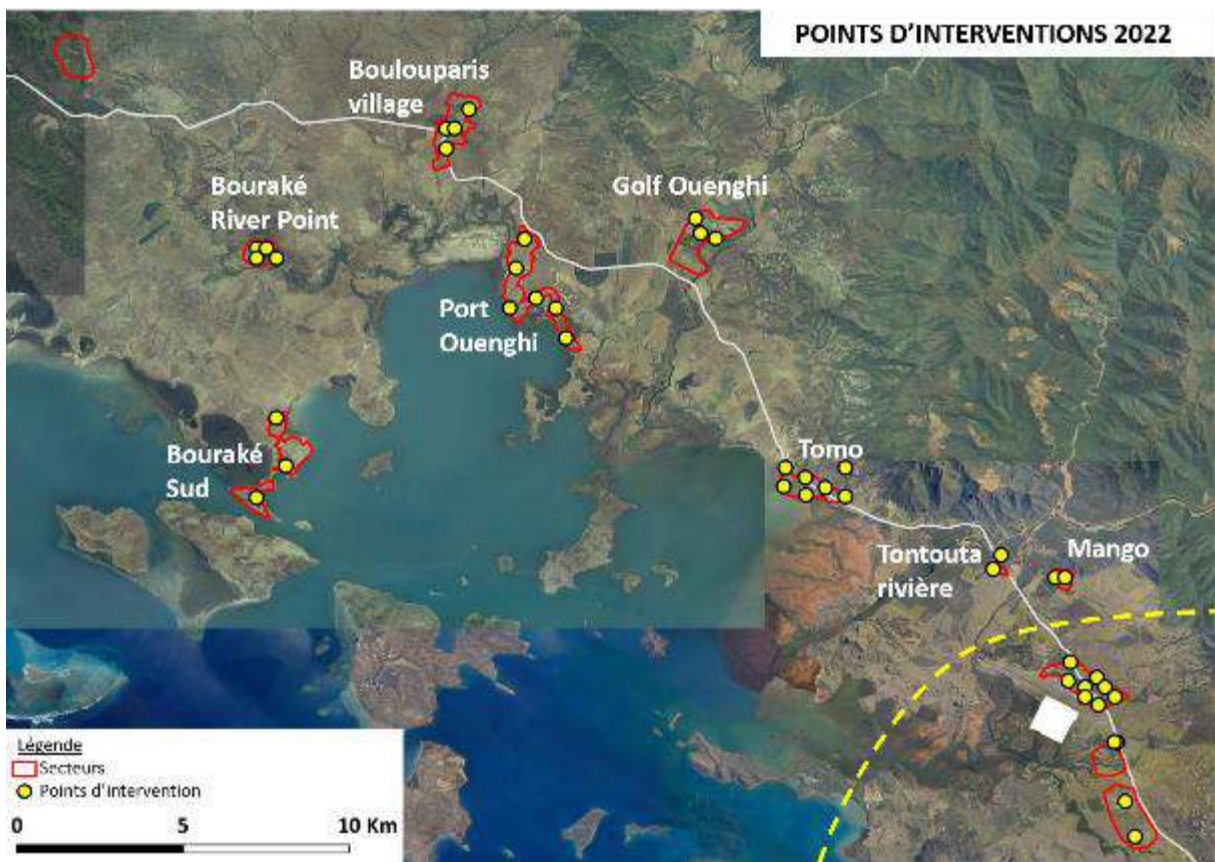 POINTS D'INTERVENTIONS 2022
Boulouparis
village
Bouraké
River Point
Golf Ouenghi
Port
Ouenghi
Bouraké
Sud
Tomo
Tontouta
rivière
Mango
Légende
Secteurs
Points d'intervention
0 5 10 Km